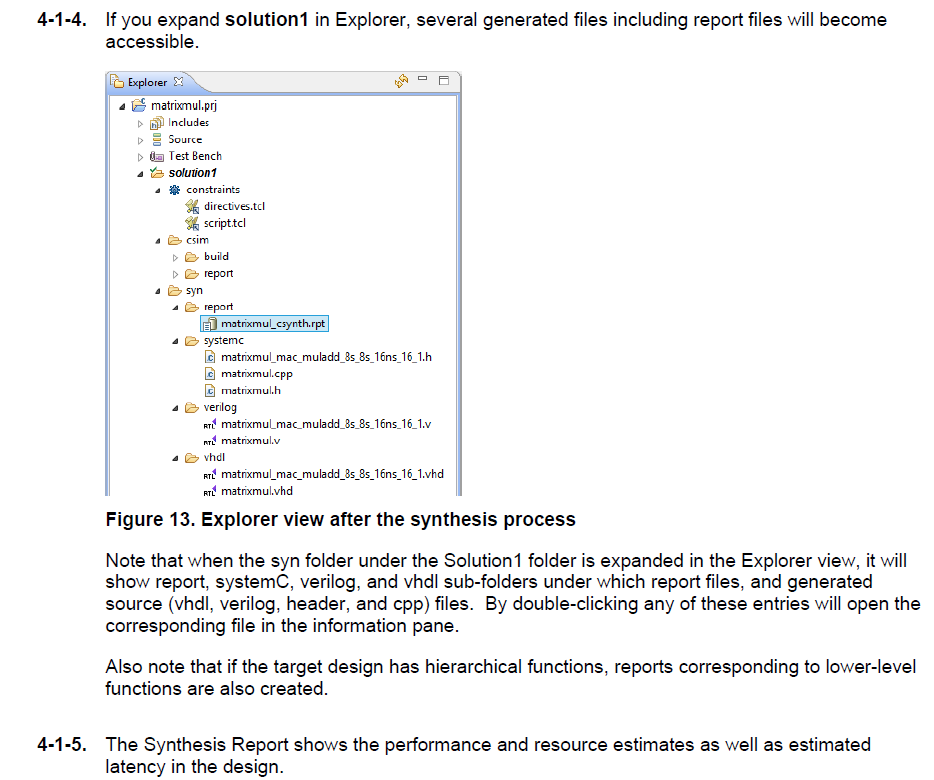 4-1-4. If you expand solution1 in Explorer, several generated files including report files will become
accessible.
Explorer
matrixmul.prj
Includes
Source
Test Bench
solution1
constraints
directives.tcl
script.tcl
csim
build
report
syn
report
matrixmul_csynth.rpt
systemc
matrixmul_mac_muladd_8s_8s_16ns_16_1.h
matrixmul.cpp
matrixmul.h
verilog
matrixmul_mac_muladd_8s_8s_16ns_16_1.v
matrixmul.v
vhdl
matrixmul_mac_muladd_8s_8s_16ns_16_1.vhd
matrixmul.vhd
Figure 13. Explorer view after the synthesis process
Note that when the syn folder under the Solution1 folder is expanded in the Explorer view, it will
show report, systemC, verilog, and vhdl sub-folders under which report files, and generated
source (vhdl, verilog, header, and cpp) files.  By double-clicking any of these entries will open the
corresponding file in the information pane.
Also note that if the target design has hierarchical functions, reports corresponding to lower-level
functions are also created.
4-1-5. The Synthesis Report shows the performance and resource estimates as well as estimated
latency in the design.